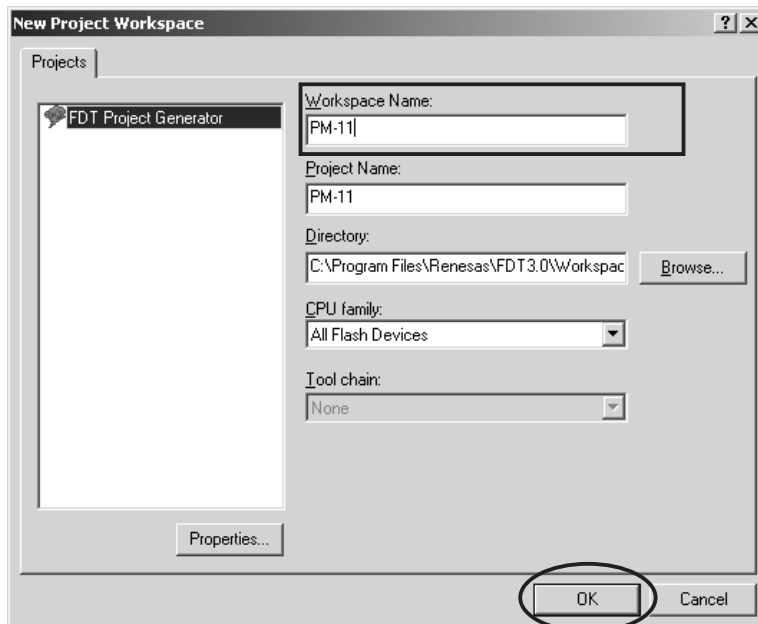 New Project Workspace
Projects
FDT Project Generator
Properties...
Workspace Name:
PM-11
Project Name:
PM-11
Directory:
C:\Program Files\Renesas\FDT3.0\Workspac
Browse...
CPU family:
All Flash Devices
Tool chain:
None
OK
Cancel